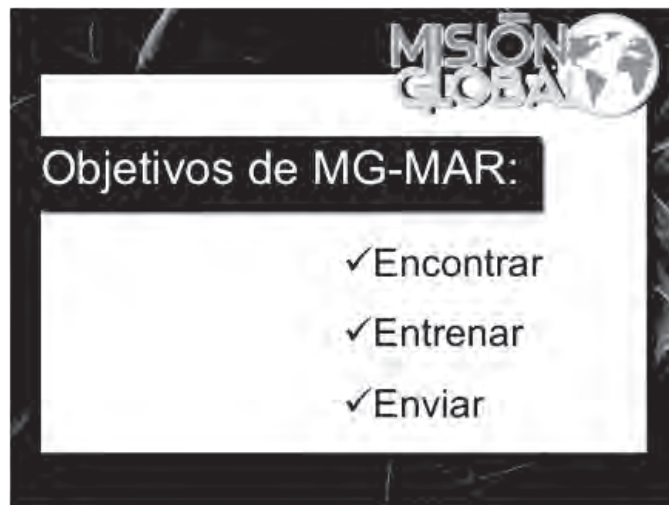 MISIÓN
GLOBAL
Objetivos de MG-MAR:
✓Encontrar
✓Entrenar
✓Enviar